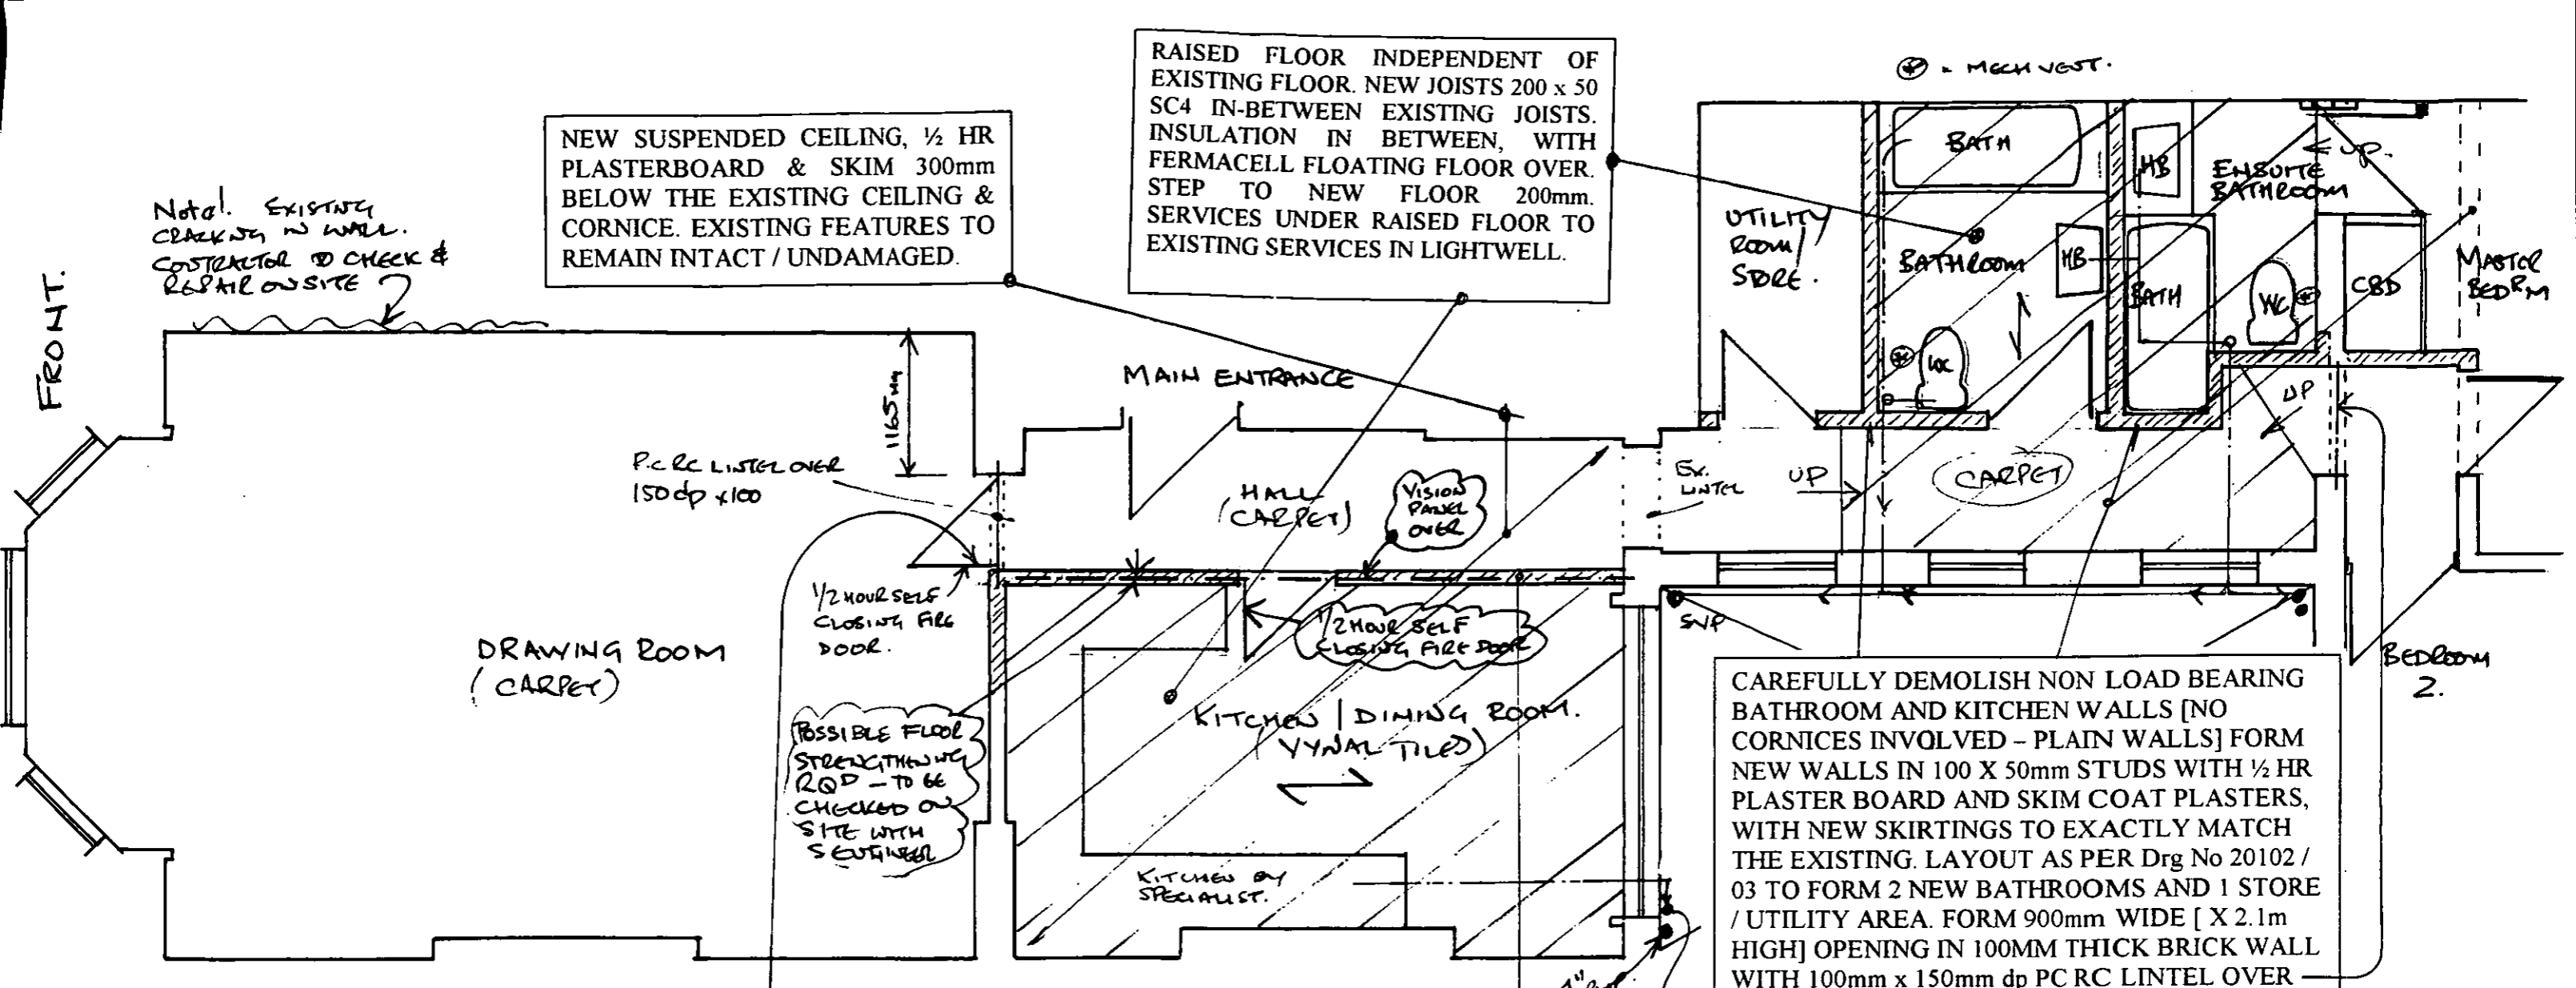 RAISED FLOOR INDEPENDENT OF
EXISTING FLOOR. NEW JOISTS 200 x 50
SC4 IN-BETWEEN EXISTING JOISTS.
INSULATION IN BETWEEN, WITH
FERMACELL FLOATING FLOOR OVER.
STEP TO NEW FLOOR 200mm.
SERVICES UNDER RAISED FLOOR TO
EXISTING SERVICES IN LIGHTWELL.
= MECH VENT.
NEW SUSPENDED CEILING, ½ HR
PLASTERBOARD & SKIM 300mm
BELOW THE EXISTING CEILING &
CORNICE. EXISTING FEATURES TO
REMAIN INTACT / UNDAMAGED.
Note!. EXISTING
CRACKING IN WALL.
CONTRACTOR TO CHECK &
REPAIR ON SITE
FRONT.
BATH
HB
ENSUITE
BATHROOM
UP.
UTILITY
ROOM /
STORE.
BATHROOM
HB
BATH
WC
CBD
MASTER
BEDRM
WC
1165mm
MAIN ENTRANCE
UP
P.C RC LINTEL OVER
150dp x100
HALL
(CARPET)
VISION
PANEL
OVER
EX.
LINTEL
UP
CARPET
1/2 HOUR SELF
CLOSING FIRE
DOOR.
1/2 HOUR SELF
CLOSING FIRE DOOR
SVP
DRAWING ROOM
(CARPET)
BEDROOM
2.
POSSIBLE FLOOR
STRENGTHENING
RQD - TO BE
CHECKED ON
SITE WITH
S ENGINEER
KITCHEN / DINING ROOM.
(VYNAL TILED)
KITCHEN BY
SPECIALIST.
CAREFULLY DEMOLISH NON LOAD BEARING
BATHROOM AND KITCHEN WALLS [NO
CORNICES INVOLVED – PLAIN WALLS] FORM
NEW WALLS IN 100 X 50mm STUDS WITH ½ HR
PLASTER BOARD AND SKIM COAT PLASTERS,
WITH NEW SKIRTINGS TO EXACTLY MATCH
THE EXISTING. LAYOUT AS PER Drg No 20102 /
03 TO FORM 2 NEW BATHROOMS AND 1 STORE
/ UTILITY AREA. FORM 900mm WIDE [ X 2.1m
HIGH] OPENING IN 100MM THICK BRICK WALL
WITH 100mm x 150mm dp PC RC LINTEL OVER